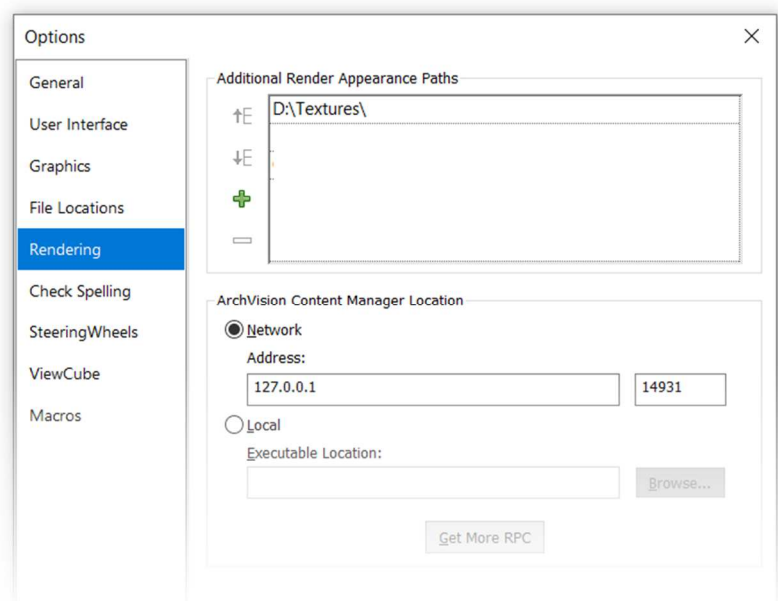 Options
General
User Interface
Graphics
File Locations
Rendering
Check Spelling
SteeringWheels
ViewCube
Macros
Additional Render Appearance Paths
D:\Textures\
ArchVision Content Manager Location
Network
Address:
127.0.0.1 14931
Local
Executable Location:
Browse...
Get More RPC